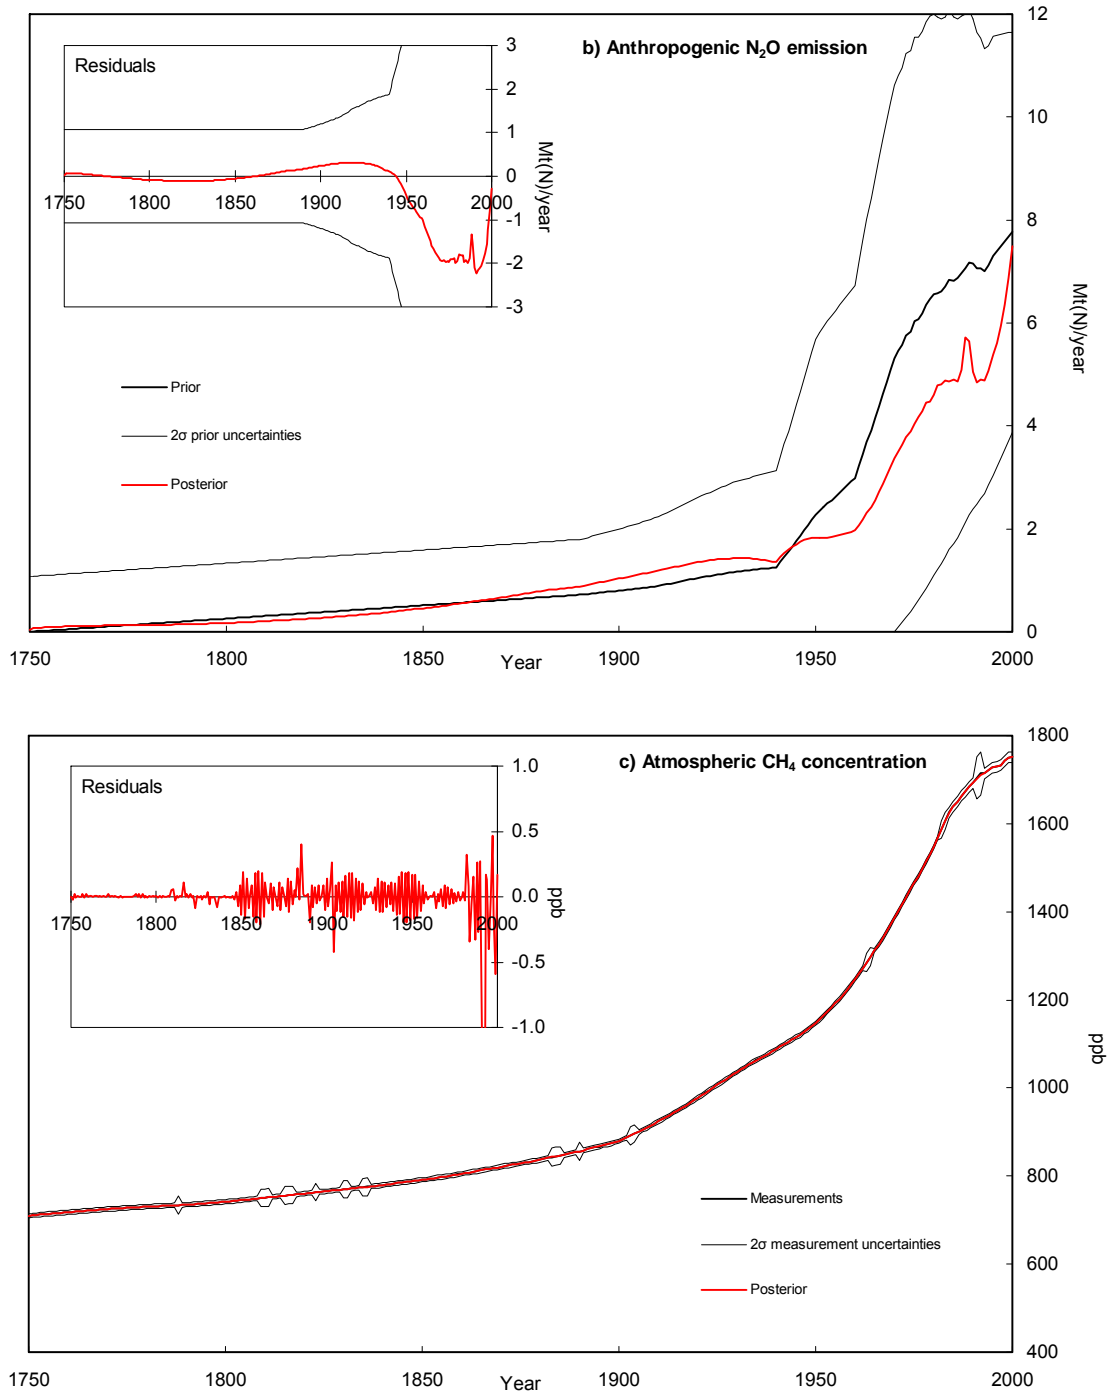 b) Anthropogenic N₂O emission
Residuals
3
2
1
0
-1
-2
-3
Mt(N)/year
1750 1800 1850 1900 1950 2000
Prior
2σ prior uncertainties
Posterior
12
10
8
6
4
2
0
Mt(N)/year
1750 1800 1850 1900 1950 2000
Year
c) Atmospheric CH₄ concentration
Residuals
1.0
0.5
0.0
-0.5
-1.0
ppb
1750 1800 1850 1900 1950 2000
Measurements
2σ measurement uncertainties
Posterior
1800
1600
1400
1200
1000
800
600
400
ppb
1750 1800 1850 1900 1950 2000
Year